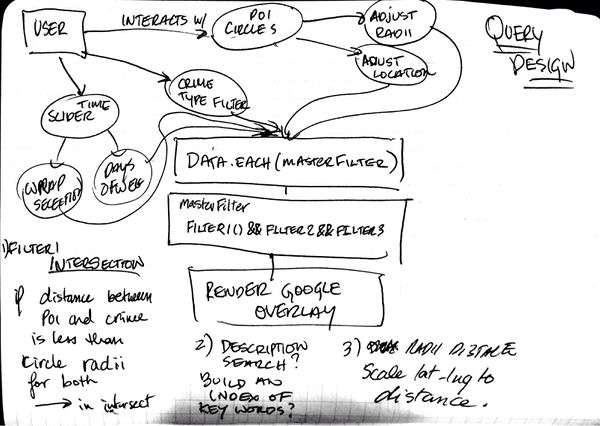 USER
INTERACTS W/
POI
CIRCLES
ADJUST
RADII
ADJUST
LOCATION
QUERY
DESIGN
CRIME
TYPE FILTER
TIME
SLIDER
WRAP
SELECTION
DAYS
OF WEEK
DATA.EACH(MASTERFILTER)
MASTERFILTER
FILTER1() && FILTER2 && FILTER3
RENDER GOOGLE
OVERLAY
1) FILTER1
INTERSECTION
if distance between
POI and crime
is less than
circle radii
for both
→ in intersect
2) DESCRIPTION
SEARCH?
BUILD AN
INDEX OF
KEY WORDS?
3) RADII DISTACE
Scale lat-lng to
distance.